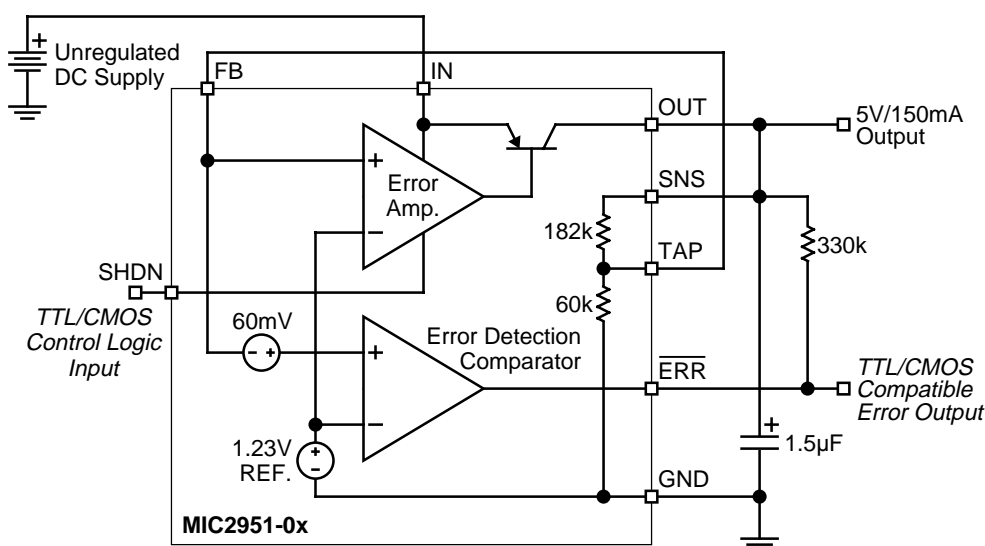 Unregulated
DC Supply
FB
IN
OUT
5V/150mA
Output
Error
Amp.
SNS
182k
330k
TAP
SHDN
60k
TTL/CMOS
Control Logic
Input
60mV
Error Detection
Comparator
ERR
TTL/CMOS
Compatible
Error Output
1.23V
REF.
1.5µF
GND
MIC2951-0x